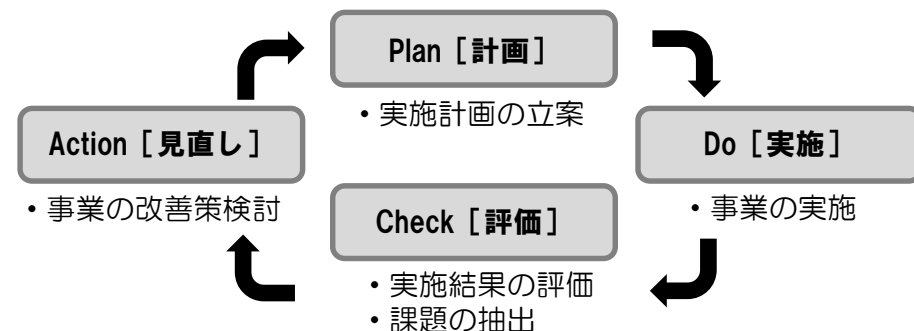 Plan［計画］
・実施計画の立案
Do［実施］
・事業の実施
Check［評価］
・実施結果の評価
・課題の抽出
Action［見直し］
・事業の改善策検討